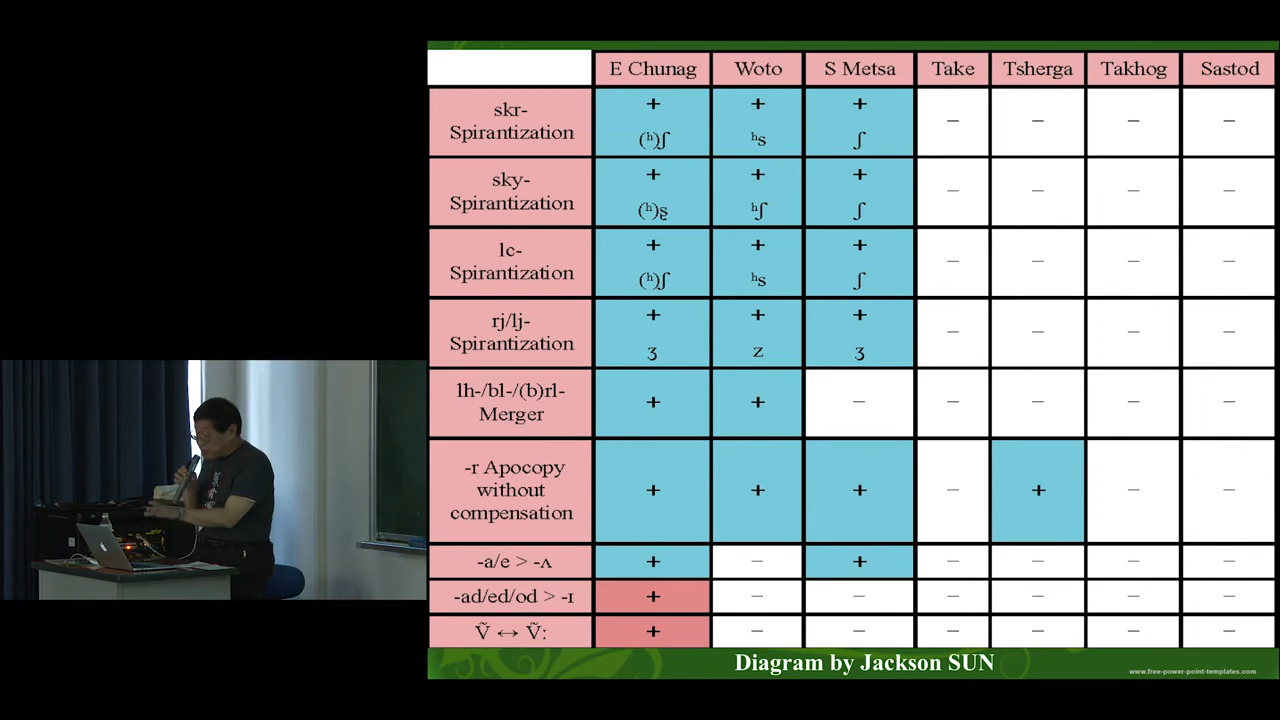 E Chunag Woto S Metsa Take Tsherga Takhog Sastod
skr-
Spirantization
+ + + – – – –
(ʰ)ʃ ʰs ʃ
sky-
Spirantization
+ + + – – – –
(ʰ)ʂ ʰʃ ʃ
lc-
Spirantization
+ + + – – – –
(ʰ)ʃ ʰs ʃ
rj/lj-
Spirantization
+ + + – – – –
ʒ z ʒ
lh-/bl-/(b)rl-
Merger
+ + – – – – –
-r Apocopy
without
compensation
+ + + – + – –
-a/e > -ʌ + – + – – – –
-ad/ed/od > -ɪ + – – – – – –
Ṽ ↔ Ṽ: + – – – – – –
Diagram by Jackson SUN
www.free-power-point-templates.com